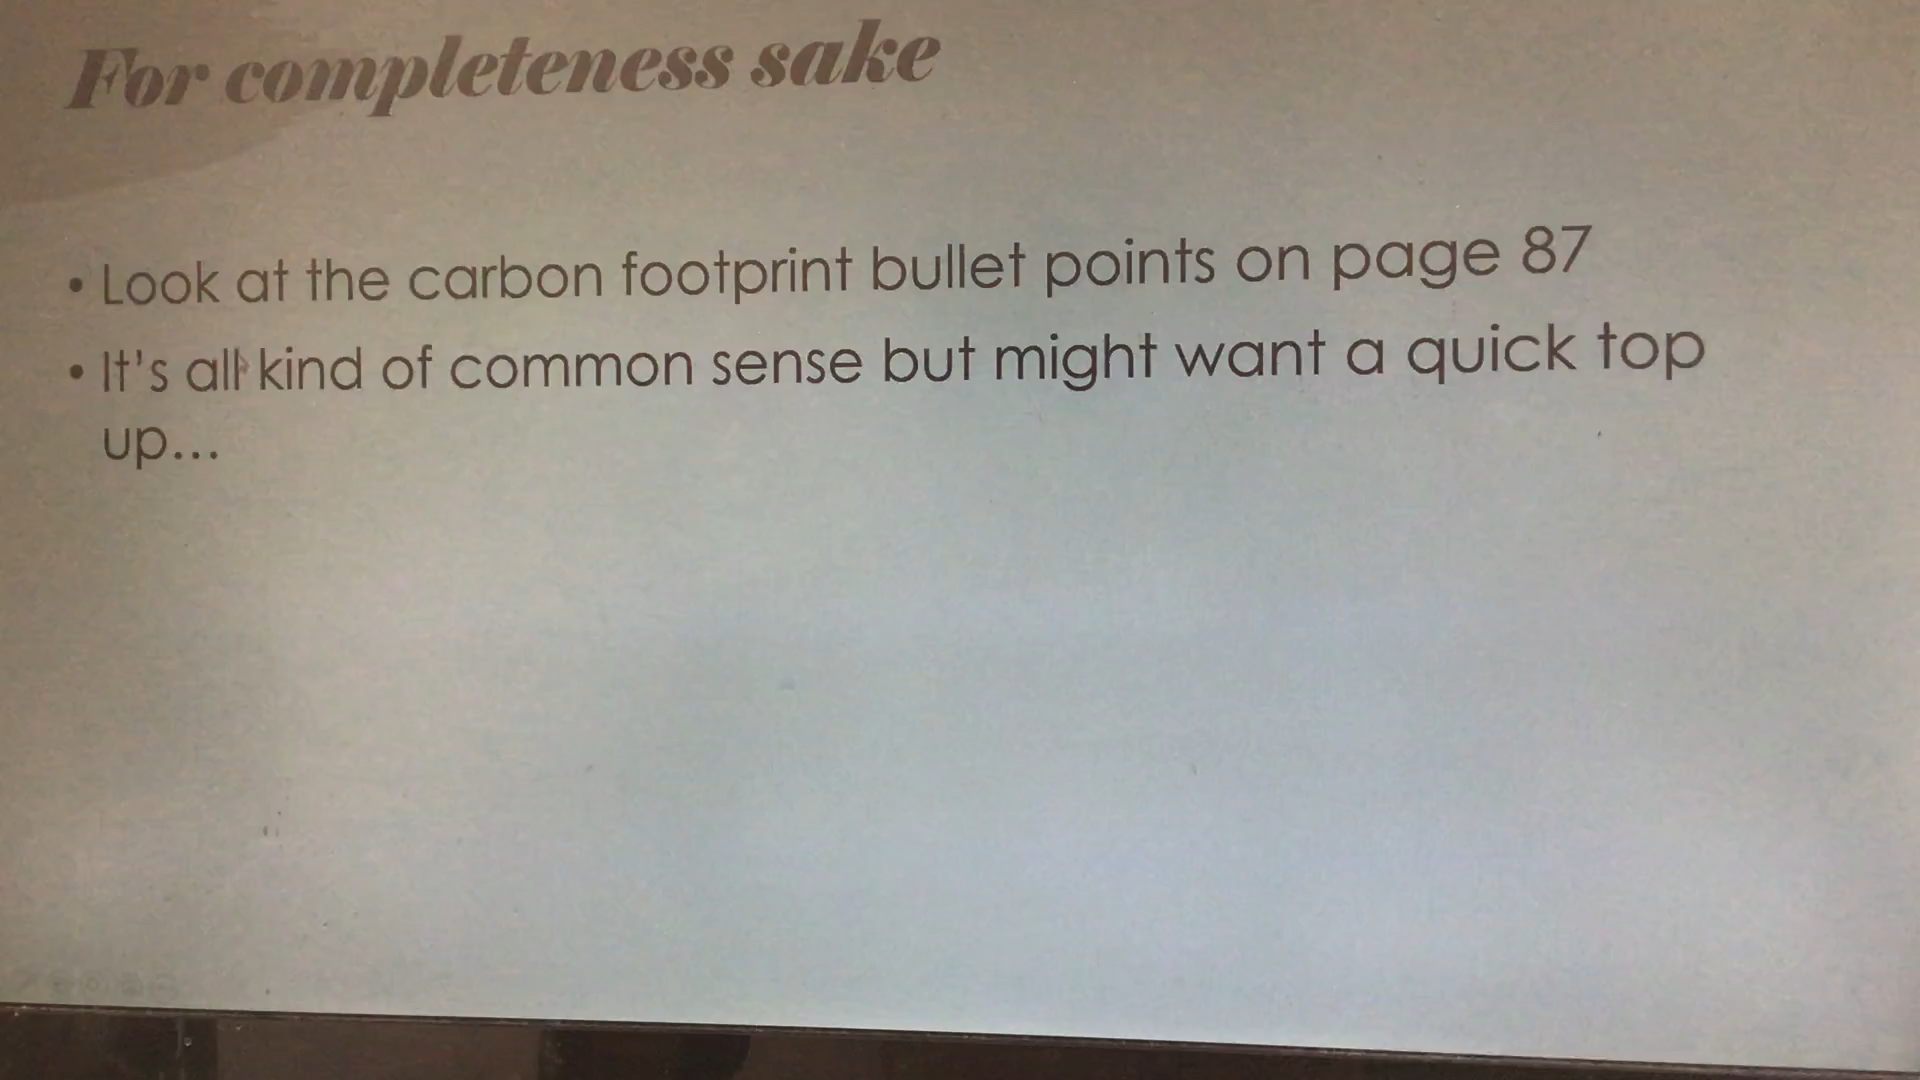 For completeness sake
• Look at the carbon footprint bullet points on page 87
• It's all kind of common sense but might want a quick top
up...